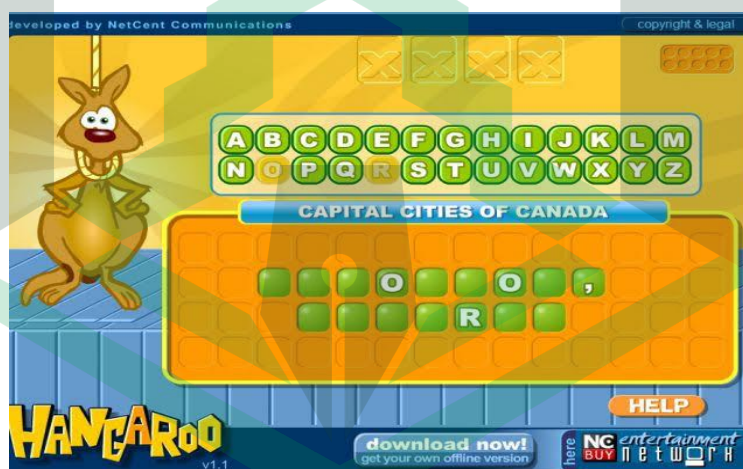 developed by NetCent Communications
copyright & legal
A B C D E F G H I J K L M
N O P Q R S T U V W X Y Z
CAPITAL CITIES OF CANADA
O O ,
R
HELP
HANGAROO
v1.1
download now!
get your own offline version
here
NC
BUY
entertainment
network